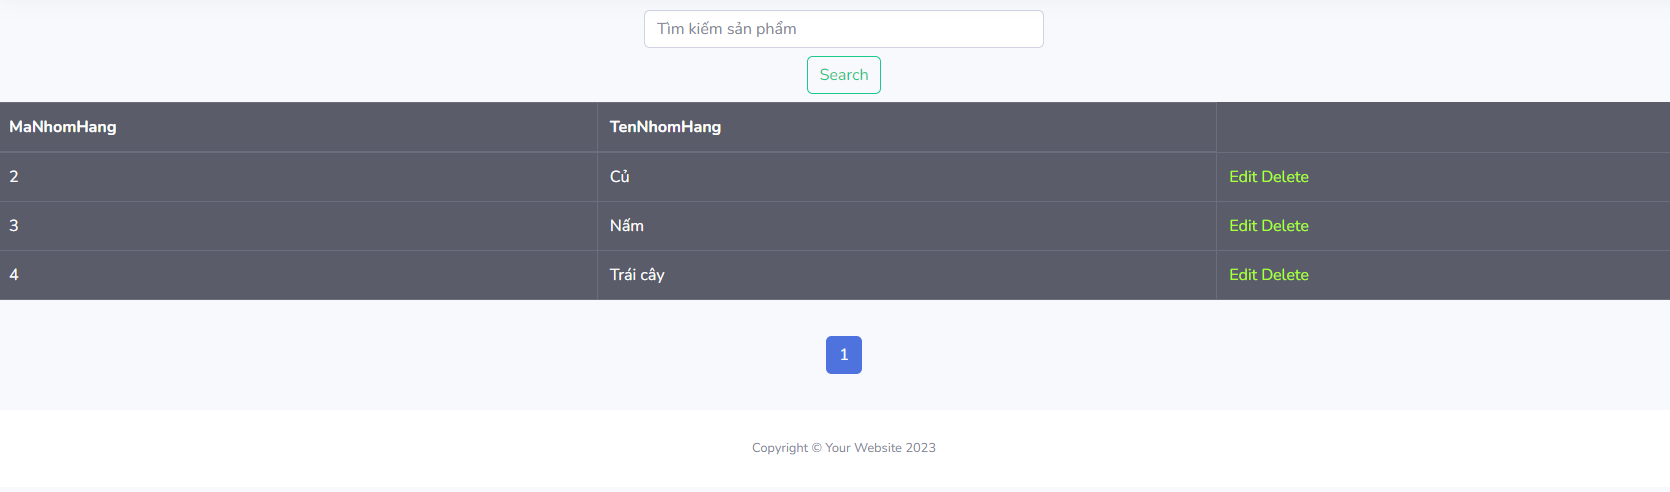 Tìm kiếm sản phẩm
Search
MaNhomHang TenNhomHang
2 Củ Edit Delete
3 Nấm Edit Delete
4 Trái cây Edit Delete
1
Copyright © Your Website 2023